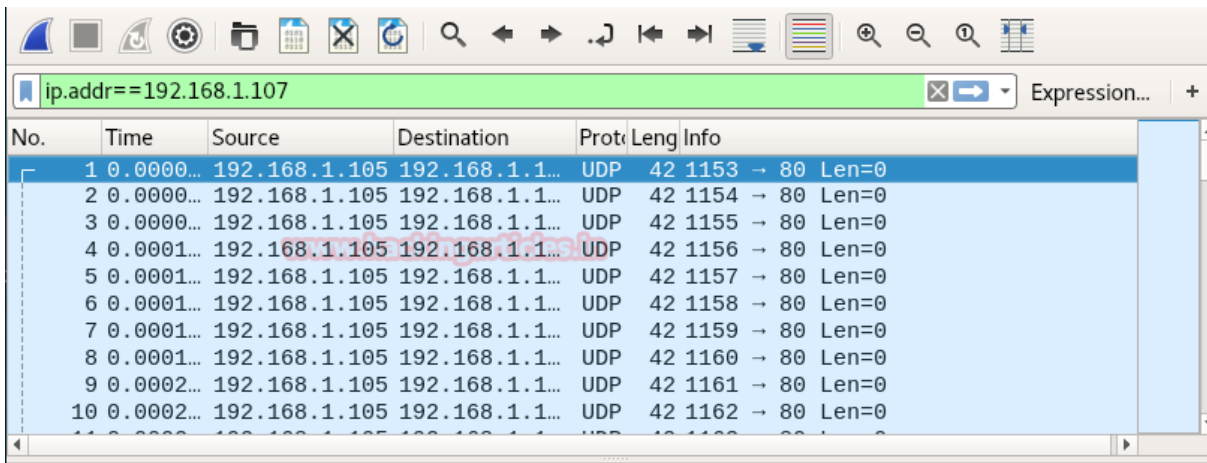 ip.addr==192.168.1.107 Expression... +
No. Time Source Destination Proto Leng Info
1 0.0000… 192.168.1.105 192.168.1.1… UDP 42 1153 → 80 Len=0
2 0.0000… 192.168.1.105 192.168.1.1… UDP 42 1154 → 80 Len=0
3 0.0000… 192.168.1.105 192.168.1.1… UDP 42 1155 → 80 Len=0
4 0.0001… 192.168.1.105 192.168.1.1… UDP 42 1156 → 80 Len=0
www.hackingarticles.in
5 0.0001… 192.168.1.105 192.168.1.1… UDP 42 1157 → 80 Len=0
6 0.0001… 192.168.1.105 192.168.1.1… UDP 42 1158 → 80 Len=0
7 0.0001… 192.168.1.105 192.168.1.1… UDP 42 1159 → 80 Len=0
8 0.0001… 192.168.1.105 192.168.1.1… UDP 42 1160 → 80 Len=0
9 0.0002… 192.168.1.105 192.168.1.1… UDP 42 1161 → 80 Len=0
10 0.0002… 192.168.1.105 192.168.1.1… UDP 42 1162 → 80 Len=0